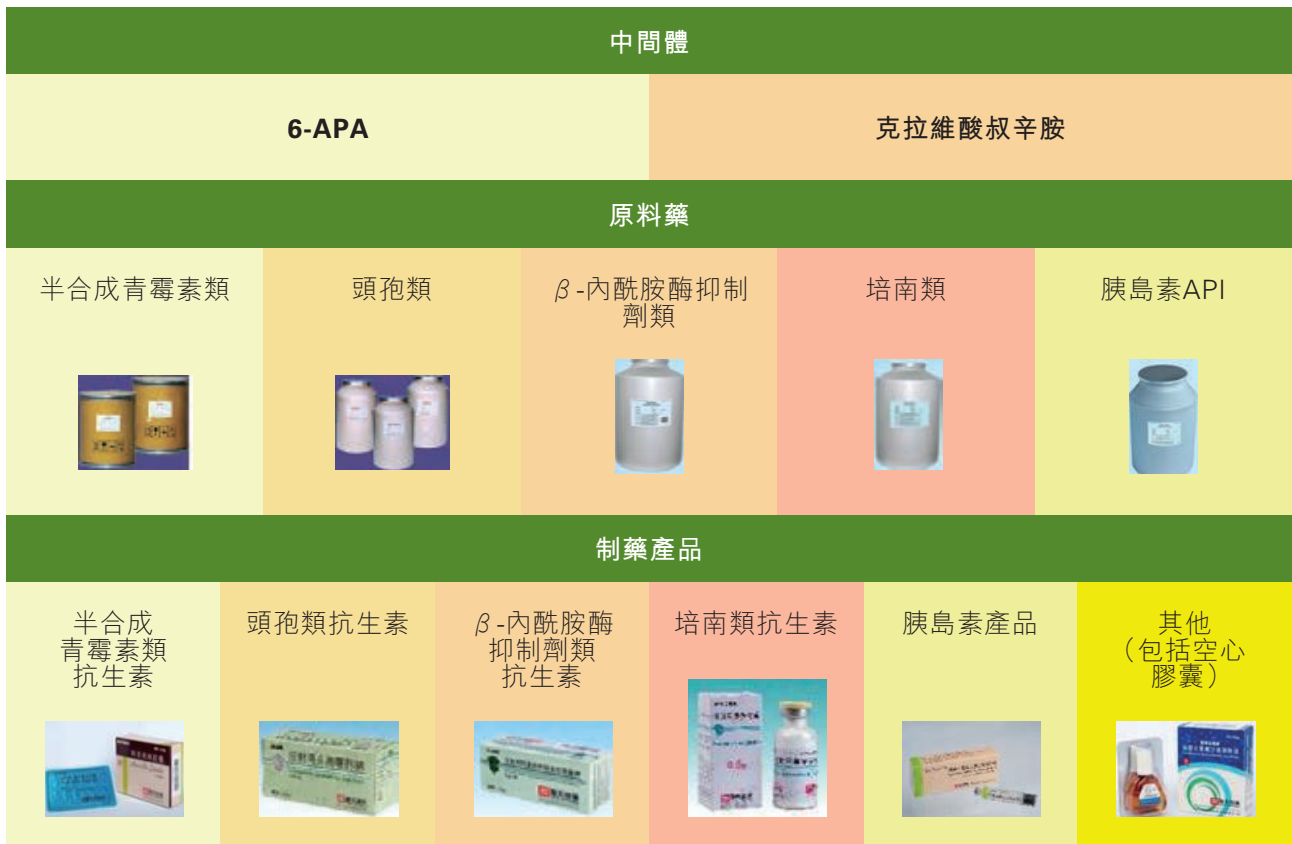 中間體
6-APA
克拉維酸叔辛胺
原料藥
半合成青霉素類
頭孢類
β-內酰胺酶抑制
劑類
培南類
胰島素API
制藥產品
半合成
青霉素類
抗生素
頭孢類抗生素
β-內酰胺酶
抑制劑類
抗生素
培南類抗生素
胰島素產品
其他
（包括空心
膠囊）
0.5g